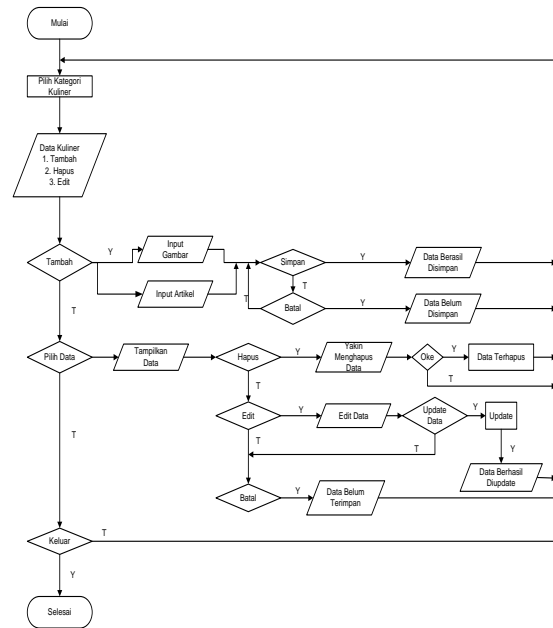 Mulai
Pilih Kategori
Kuliner
Data Kuliner
1. Tambah
2. Hapus
3. Edit
Tambah
Y
Input
Gambar
Simpan
Y
Data Berasil
Disimpan
Input Artikel
T
T
Batal
Y
Data Belum
Disimpan
T
Pilih Data
Y
Tampilkan
Data
Hapus
Y
Yakin
Menghapus
Data
Oke
Y
Data Terhapus
T
T
Edit
Y
Edit Data
Update
Data
Y
Update
T
T
T
Y
Data Berhasil
Diupdate
Batal
Y
Data Belum
Terimpan
Keluar
T
Y
Selesai